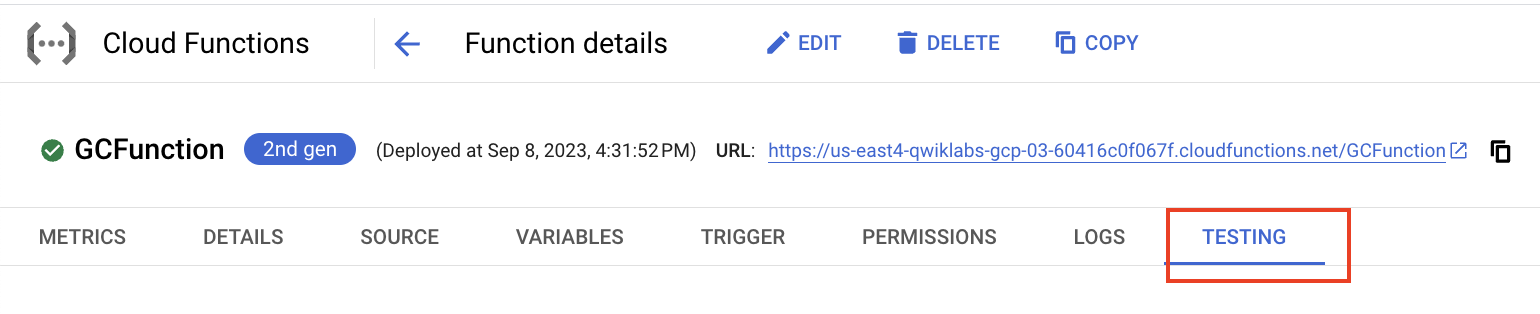 Cloud Functions Function details EDIT DELETE COPY
GCFunction 2nd gen (Deployed at Sep 8, 2023, 4:31:52 PM) URL: https://us-east4-qwiklabs-gcp-03-60416c0f067f.cloudfunctions.net/GCFunction
METRICS DETAILS SOURCE VARIABLES TRIGGER PERMISSIONS LOGS TESTING